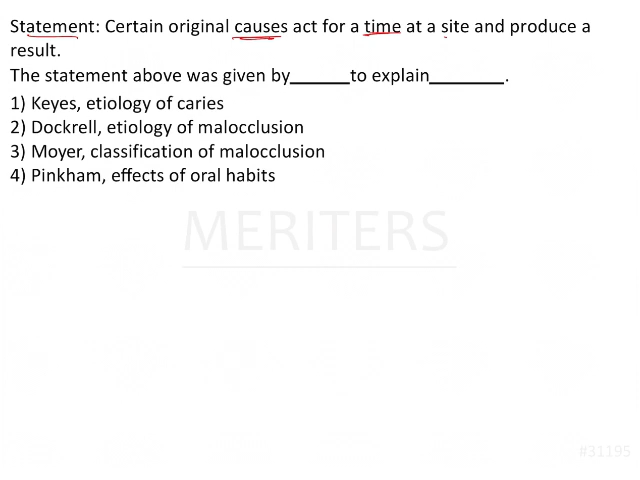 Statement: Certain original causes act for a time at a site and produce a
result.
The statement above was given by______to explain________.
1) Keyes, etiology of caries
2) Dockrell, etiology of malocclusion
3) Moyer, classification of malocclusion
4) Pinkham, effects of oral habits
MERITERS
#31195